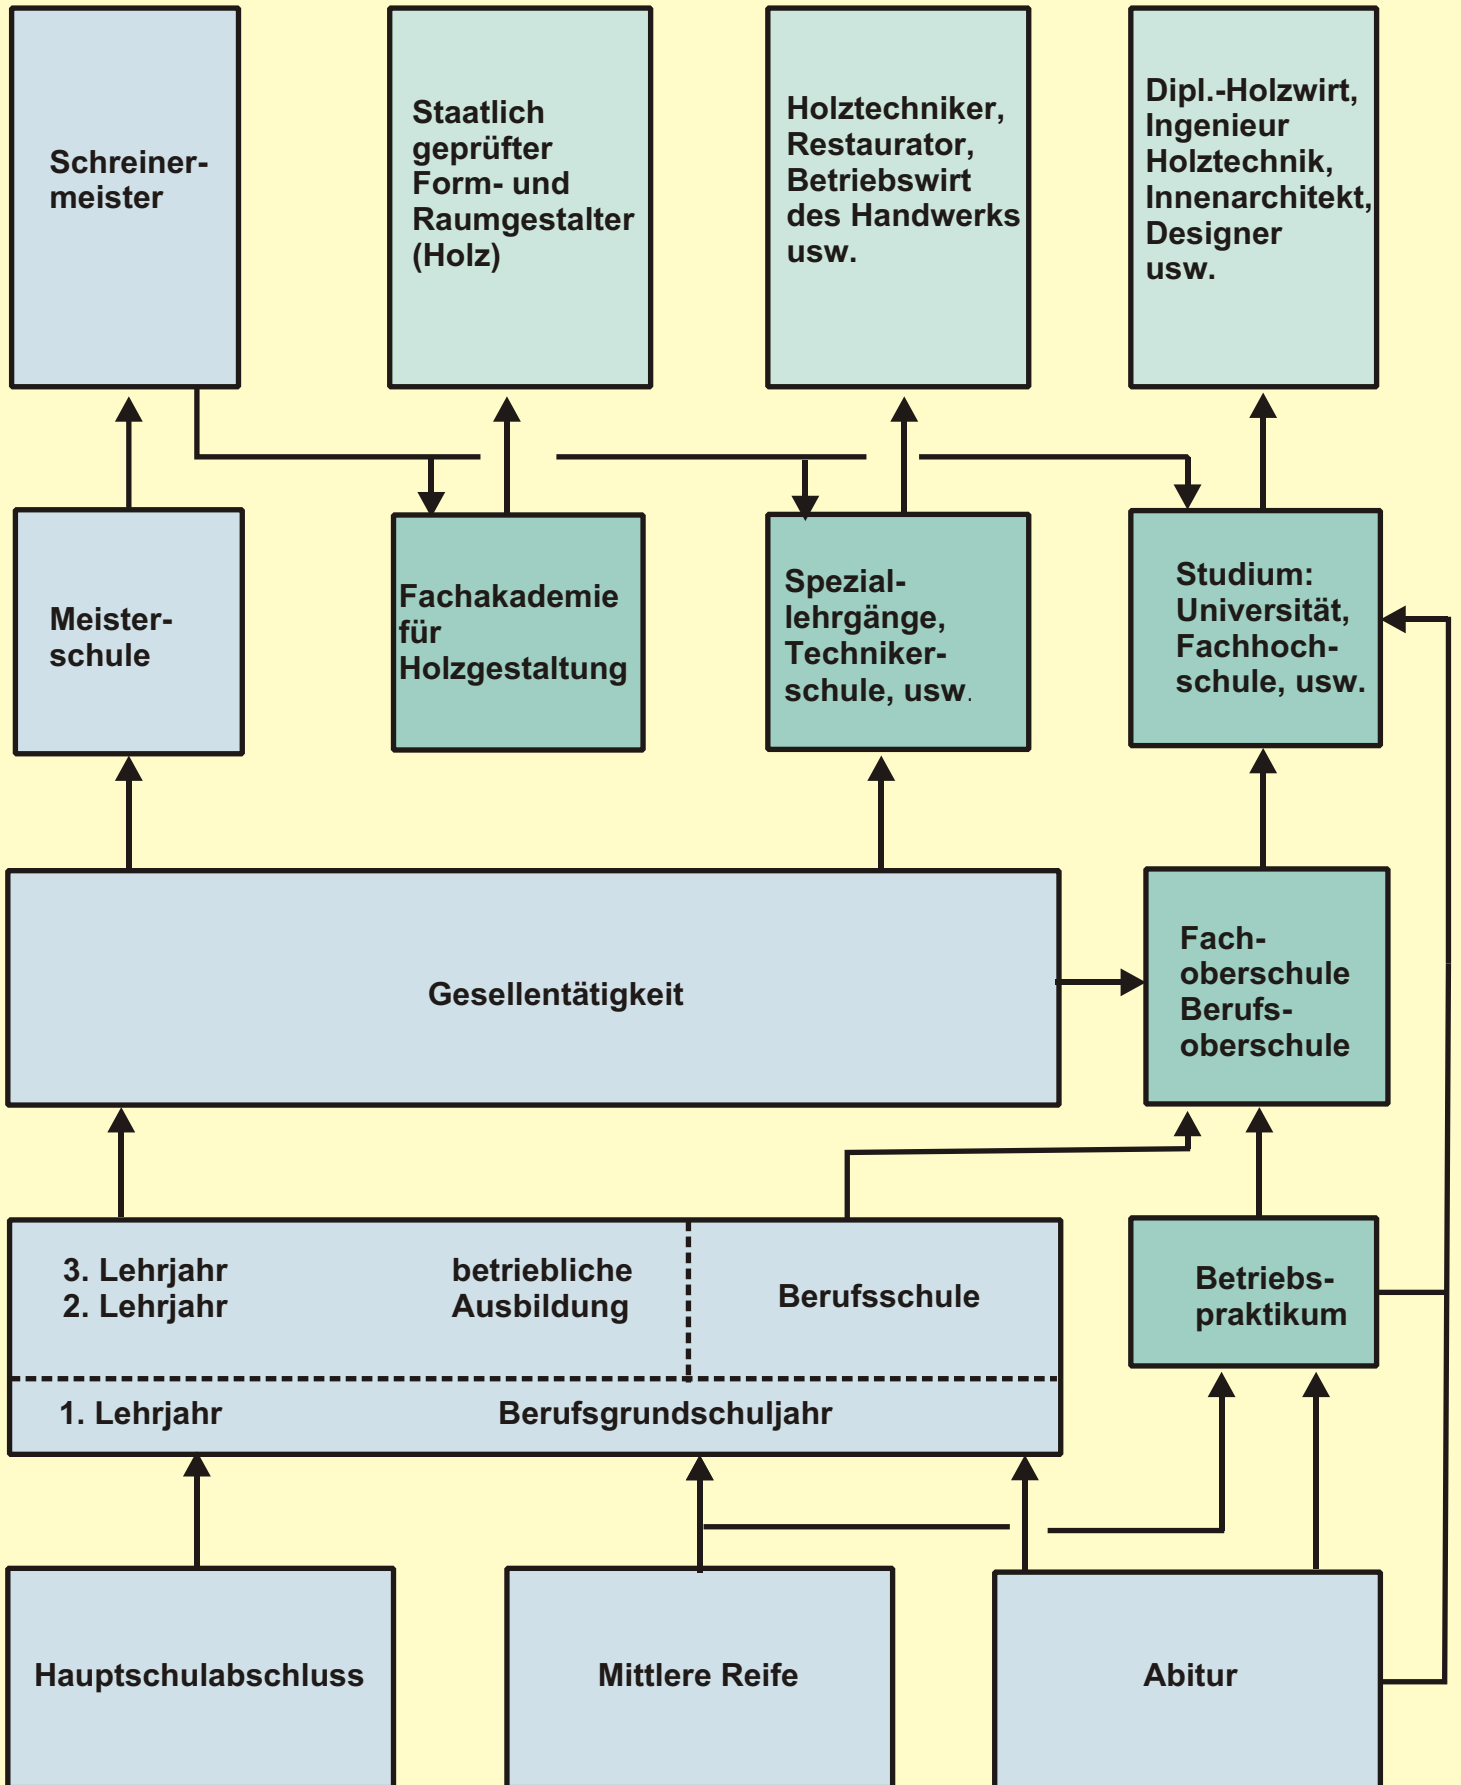 Schreiner-
meister
Staatlich
geprüfter
Form- und
Raumgestalter
(Holz)
Holztechniker,
Restaurator,
Betriebswirt
des Handwerks
usw.
Dipl.-Holzwirt,
Ingenieur
Holztechnik,
Innenarchitekt,
Designer
usw.
Meister-
schule
Fachakademie
für
Holzgestaltung
Spezial-
lehrgänge,
Techniker-
schule, usw.
Studium:
Universität,
Fachhoch-
schule, usw.
Gesellentätigkeit
Fach-
oberschule
Berufs-
oberschule
3. Lehrjahr
2. Lehrjahr
betriebliche
Ausbildung
Berufsschule
Betriebs-
praktikum
1. Lehrjahr
Berufsgrundschuljahr
Hauptschulabschluss
Mittlere Reife
Abitur